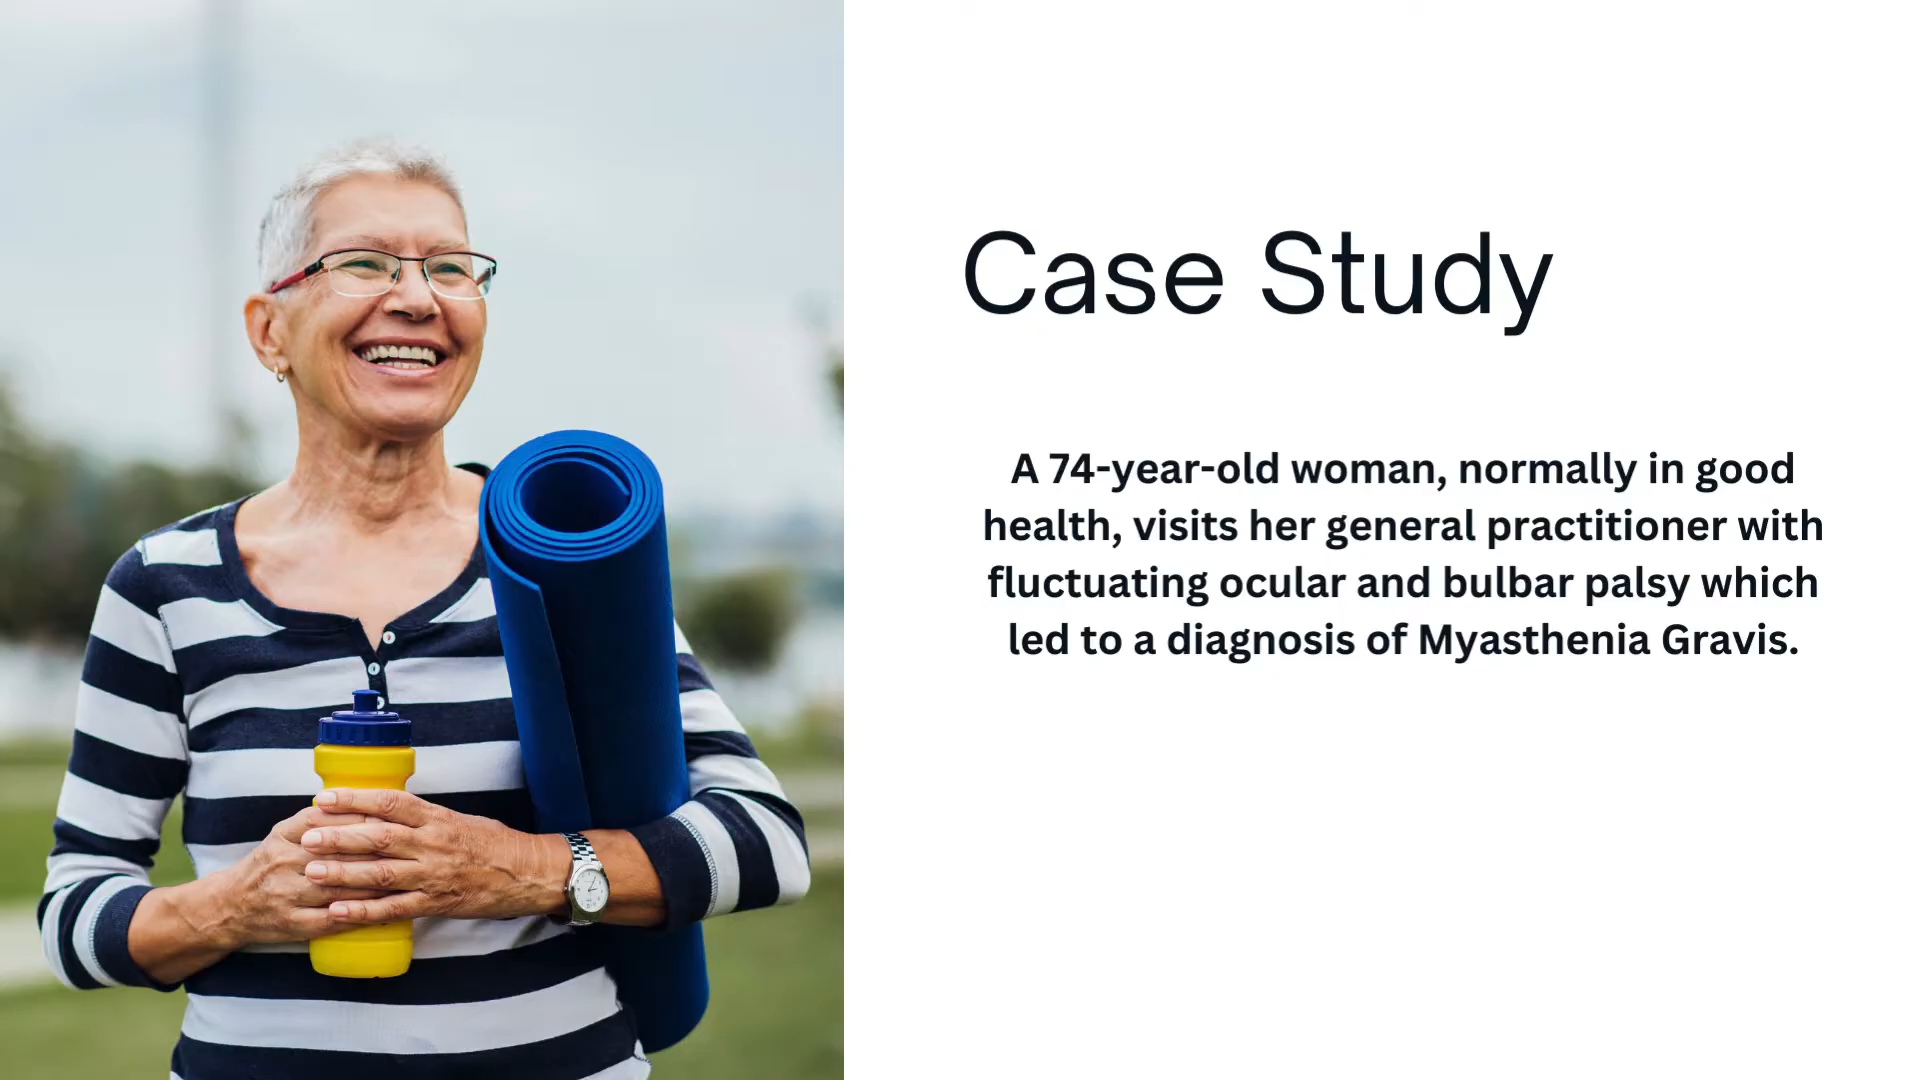 Case Study
A 74-year-old woman, normally in good
health, visits her general practitioner with
fluctuating ocular and bulbar palsy which
led to a diagnosis of Myasthenia Gravis.